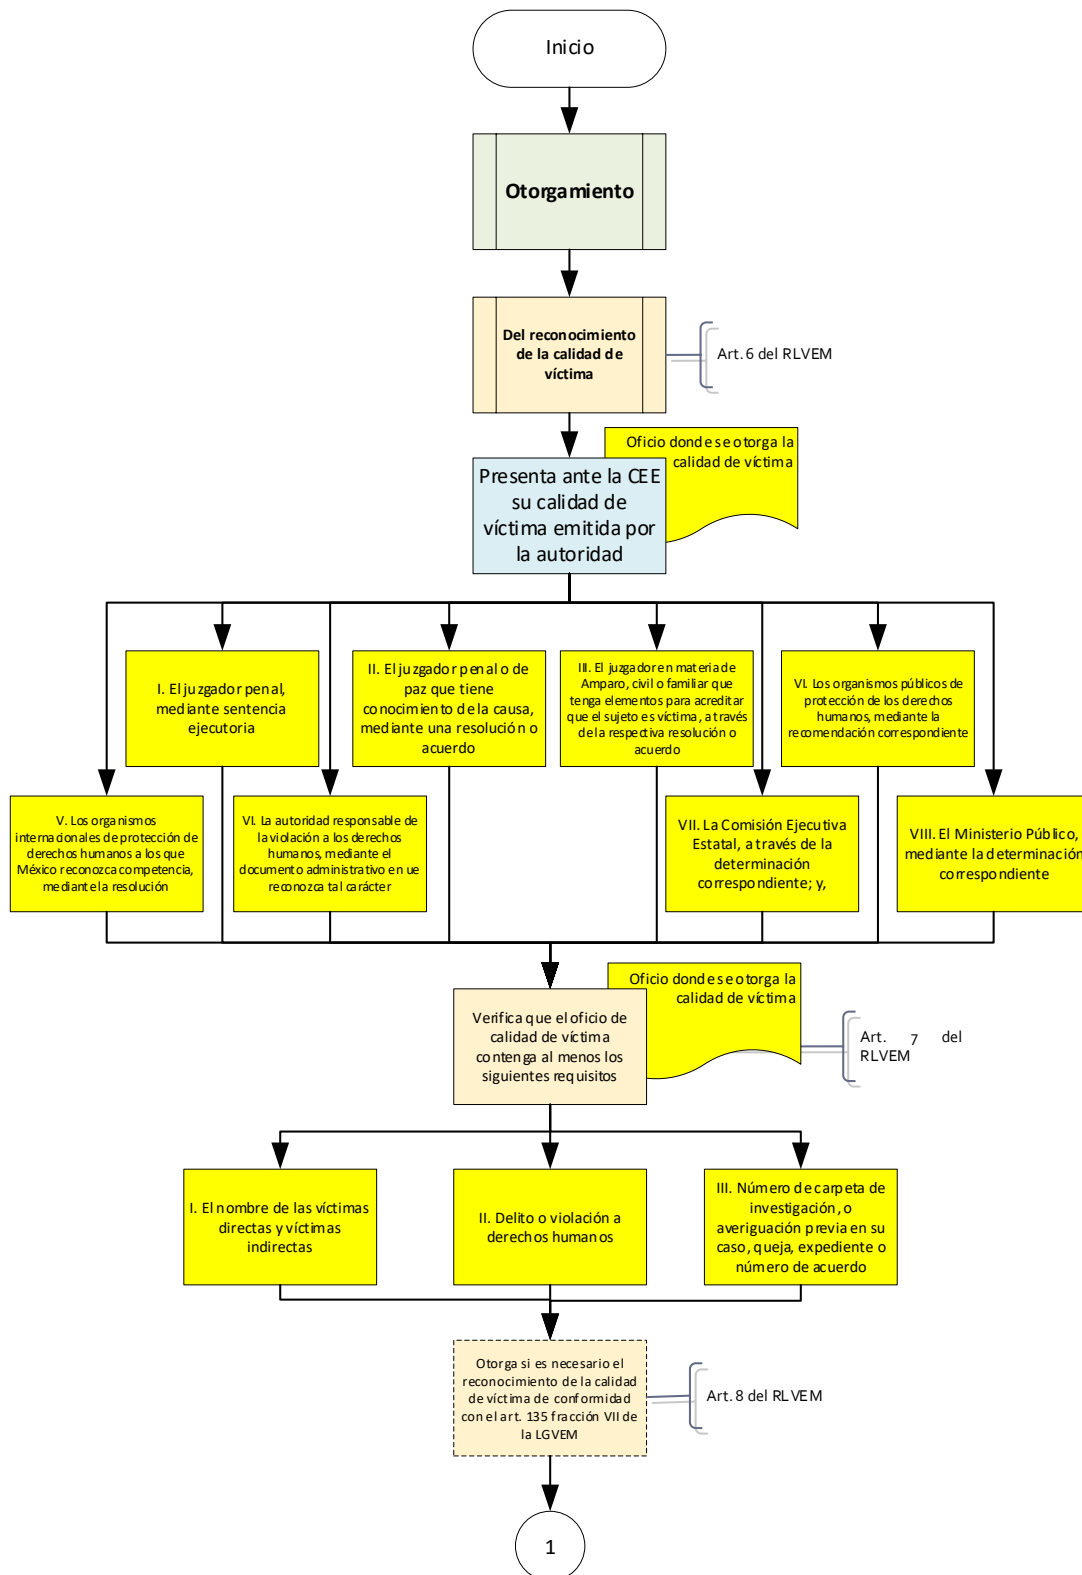 Inicio
Otorgamiento
Del reconocimiento
de la calidad de
víctima
Art. 6 del RLVEM
Oficio donde se otorga la
calidad de víctima
Presenta ante la CEE
su calidad de
víctima emitida por
la autoridad
I. El juzgador penal,
mediante sentencia
ejecutoria
II. El juzgador penal o de
paz que tiene
conocimiento de la causa,
mediante una resolución o
acuerdo
III. El juzgador en materia de
Amparo, civil o familiar que
tenga elementos para acreditar
que el sujeto es víctima, a través
de la respectiva resolución o
acuerdo
VI. Los organismos públicos de
protección de los derechos
humanos, mediante la
recomendación correspondiente
V. Los organismos
internacionales de protección de
derechos humanos a los que
México reconozca competencia,
mediante la resolución
VI. La autoridad responsable de
la violación a los derechos
humanos, mediante el
documento administrativo en
ue reconozca tal carácter
VII. La Comisión Ejecutiva
Estatal, a través de la
determinación
correspondiente; y,
VIII. El Ministerio Público,
mediante la determinación
correspondiente
Oficio donde se otorga la
calidad de víctima
Verifica que el oficio de
calidad de víctima
contenga al menos los
siguientes requisitos
Art. 7 del
RLVEM
I. El nombre de las víctimas
directas y víctimas
indirectas
II. Delito o violación a
derechos humanos
III. Número de carpeta de
investigación, o
averiguación previa en su
caso, queja, expediente o
número de acuerdo
Otorga si es necesario el
reconocimiento de la calidad
de víctima de conformidad
con el art. 135 fracción VII de
la LGVEM
Art. 8 del RLVEM
1